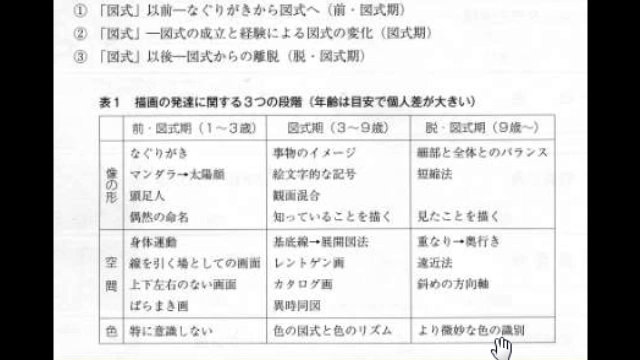 ① 「図式」以前―なぐりがきから図式へ（前・図式期）
② 「図式」―図式の成立と経験による図式の変化（図式期）
③ 「図式」以後―図式からの離脱（脱・図式期）
表1 描画の発達に関する3つの段階（年齢は目安で個人差が大きい）
前・図式期（1～3歳） 図式期（3～9歳） 脱・図式期（9歳～）
像の形
なぐりがき 事物のイメージ 細部と全体とのバランス
マンダラ→太陽顔 絵文字的な記号 短縮法
頭足人 観面混合
偶然の命名 知っていることを描く 見たことを描く
空間
身体運動 基底線→展開図法 重なり→奥行き
線を引く場としての画面 レントゲン画 遠近法
上下左右のない画面 カタログ画 斜めの方向軸
ばらまき画 異時同図
色 特に意識しない 色の図式と色のリズム より微妙な色の識別